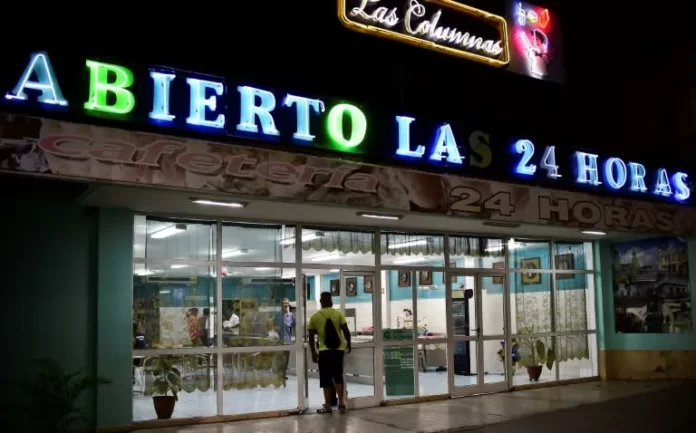 Las Columnas
ABIERTO LAS 24 HORAS
Cafetería 24 HORAS